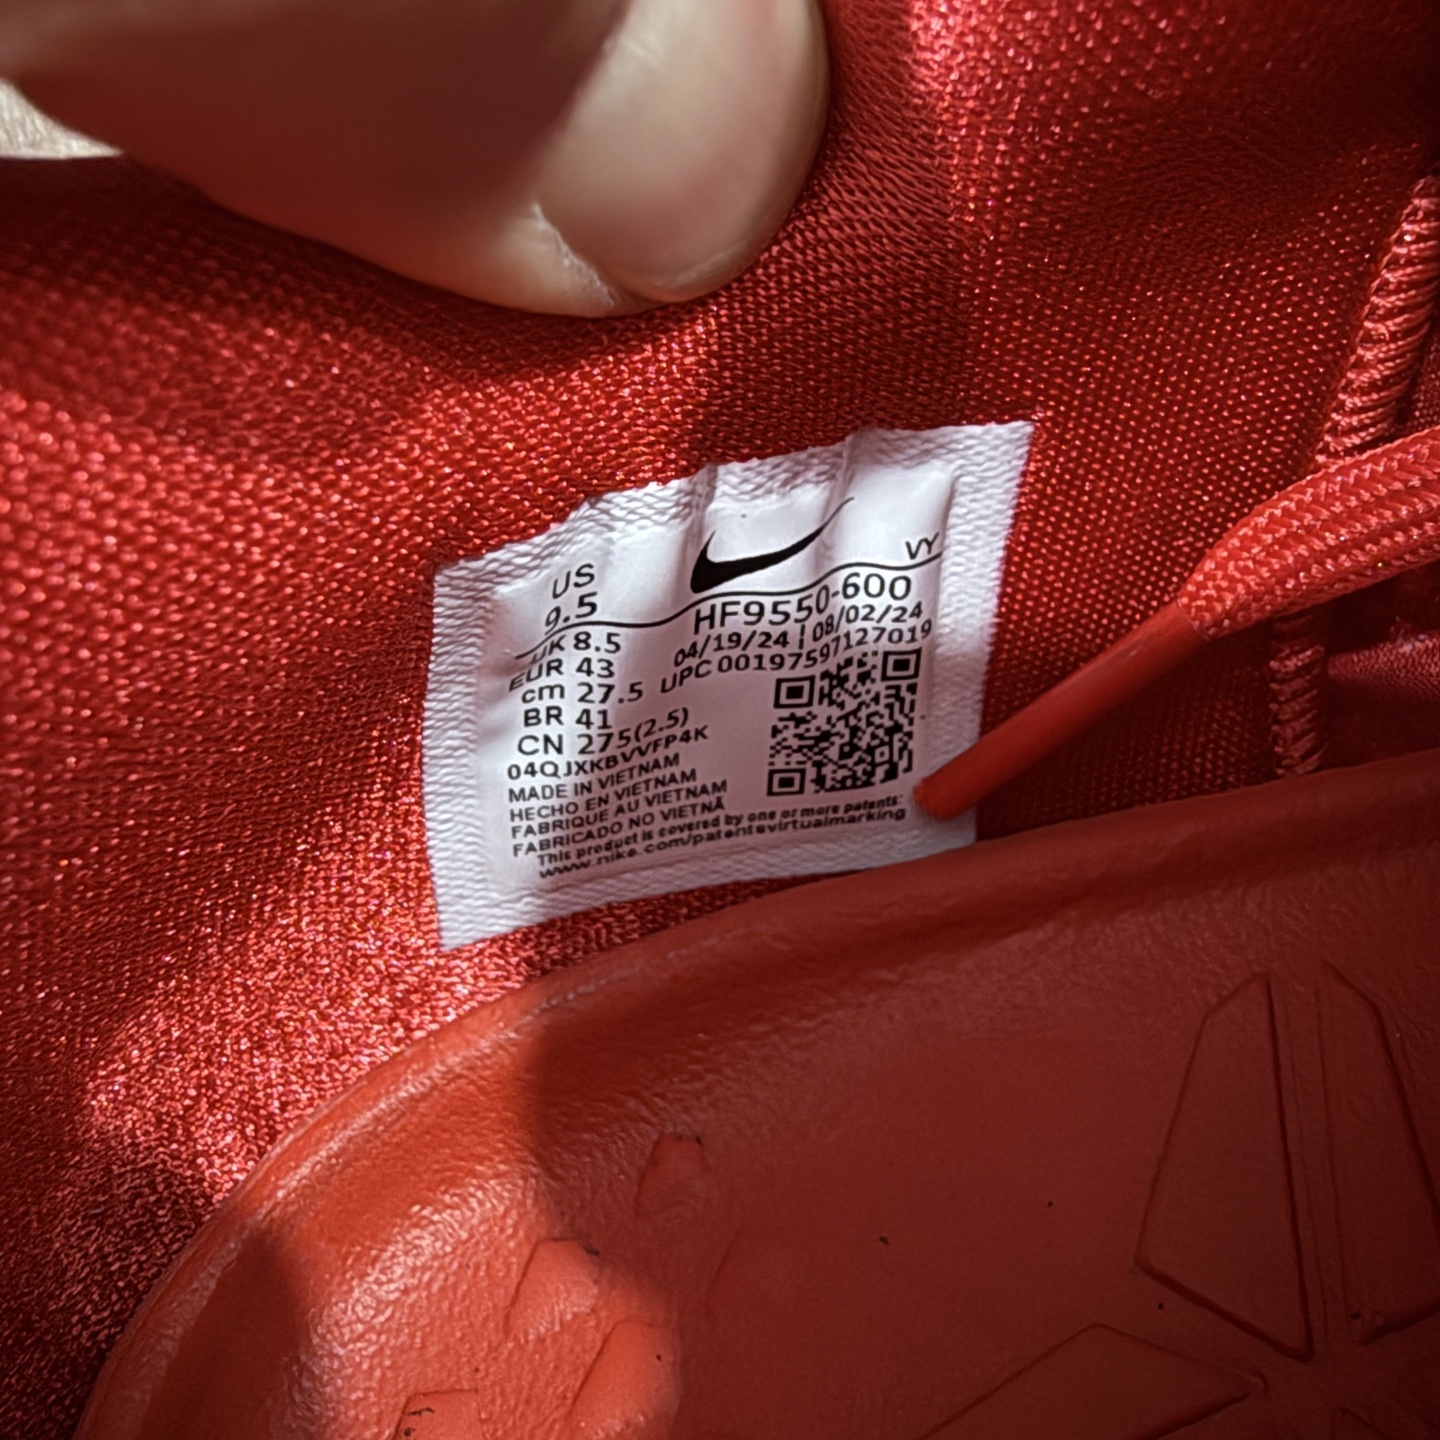 VY
US
9.5
HF9550-600
UK 8.5
04/19/24 | 08/02/24
EUR 43
UPC 00197597127019
cm 27.5
BR 41
CN 275(2.5)
04QJXKBVVFP4K
MADE IN VIETNAM
HECHO EN VIETNAM
FABRIQUE AU VIETNAM
FABRICADO NO VIETNÃ
This product is covered by one or more patents:
www.nike.com/patentsvirtualmarking